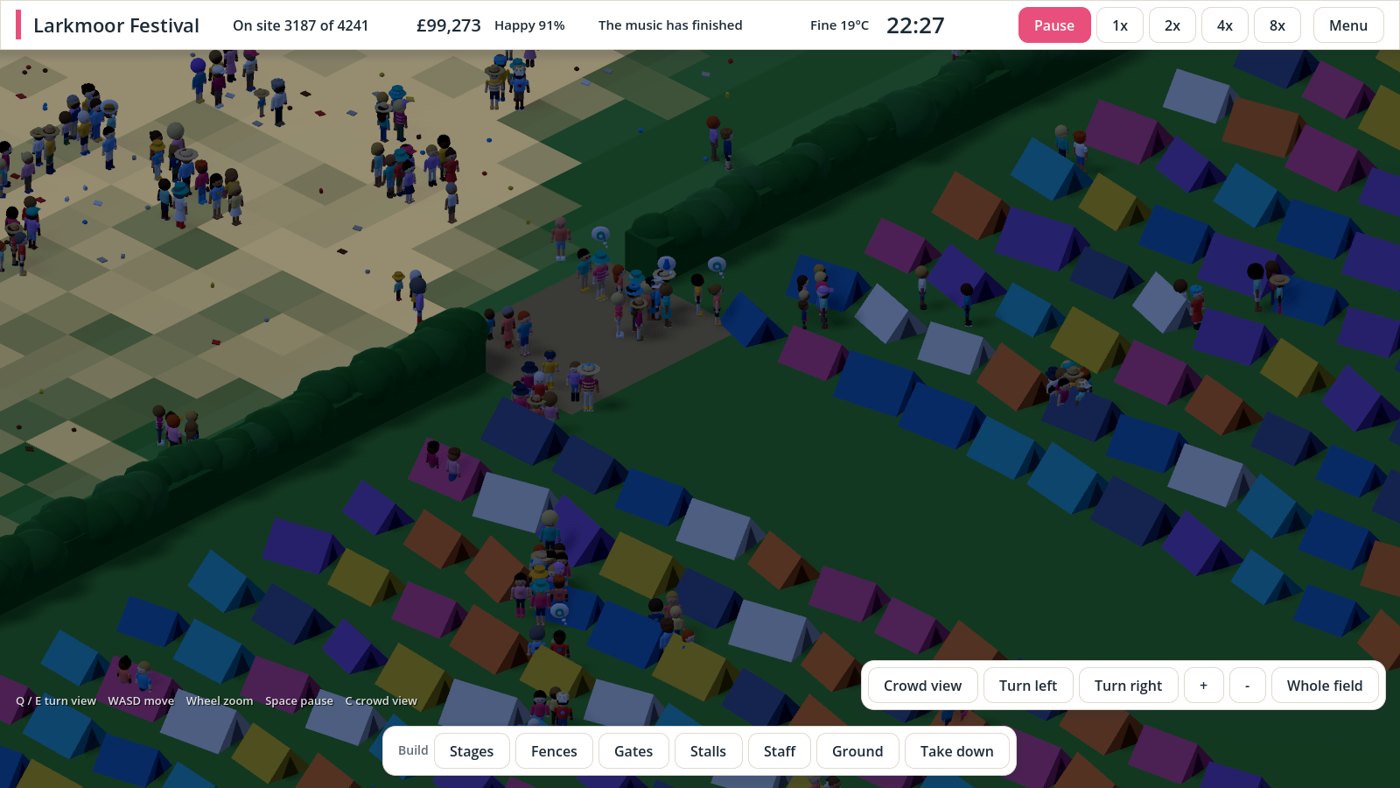 Larkmoor Festival On site 3187 of 4241 £99,273 Happy 91% The music has finished Fine 19°C 22:27 Pause 1x 2x 4x 8x Menu
Crowd view Turn left Turn right + - Whole field
Q / E turn view WASD move Wheel zoom Space pause C crowd view
Build Stages Fences Gates Stalls Staff Ground Take down